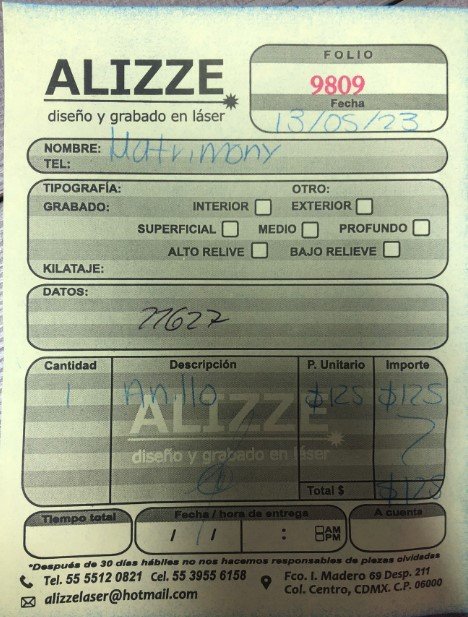 ALIZZE
diseño y grabado en láser
FOLIO
9809
Fecha
13/05/23
NOMBRE: Matrimony
TEL:
TIPOGRAFÍA: OTRO:
GRABADO: INTERIOR EXTERIOR
SUPERFICIAL MEDIO PROFUNDO
ALTO RELIVE BAJO RELIEVE
KILATAJE:
DATOS:
77627
Cantidad Descripción P. Unitario Importe
1 Anillo $125 $125
ALIZZE
diseño y grabado en láser
Total $ $125
Tiempo total Fecha / hora de entrega A cuenta
/ / : AM
PM
*Después de 30 días hábiles no nos hacemos responsables de piezas olvidadas
Tel. 55 5512 0821 Cel. 55 3955 6158 Fco. I. Madero 69 Desp. 211
alizzelaser@hotmail.com Col. Centro, CDMX. C.P. 06000